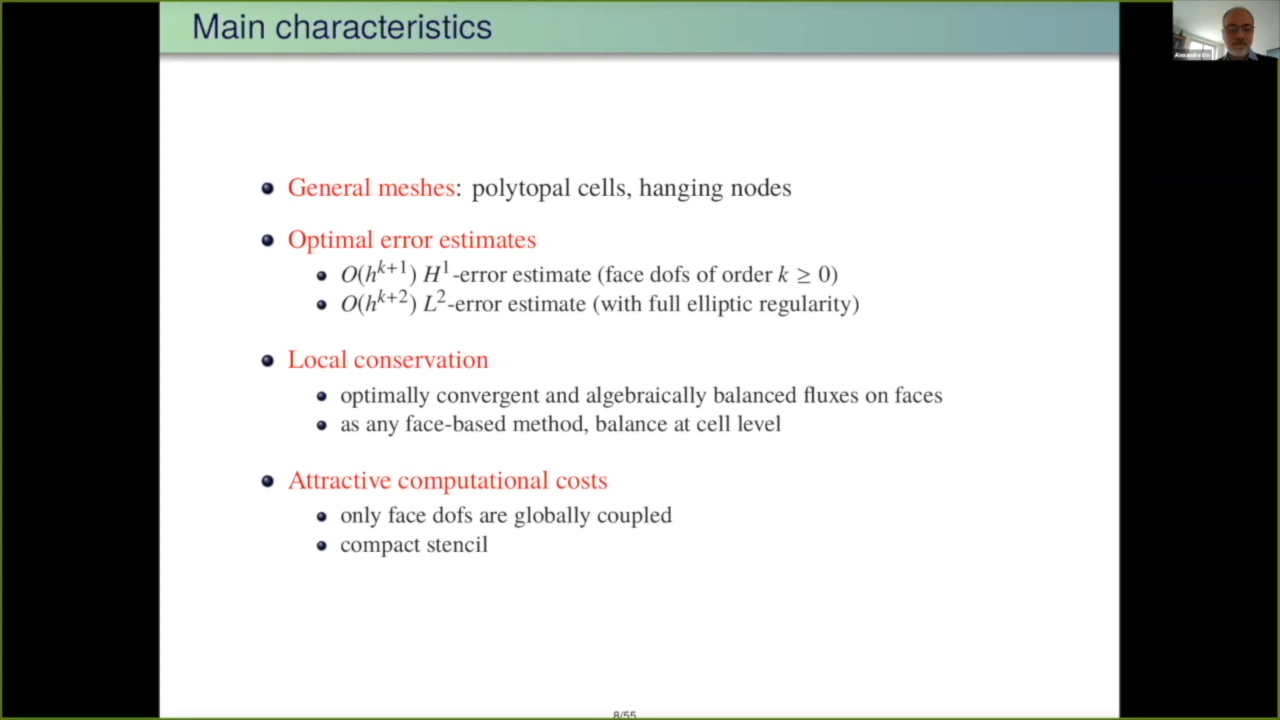 Main characteristics
General meshes: polytopal cells, hanging nodes
Optimal error estimates
O(h^{k+1}) H^1-error estimate (face dofs of order k ≥ 0)
O(h^{k+2}) L^2-error estimate (with full elliptic regularity)
Local conservation
optimally convergent and algebraically balanced fluxes on faces
as any face-based method, balance at cell level
Attractive computational costs
only face dofs are globally coupled
compact stencil
8/55